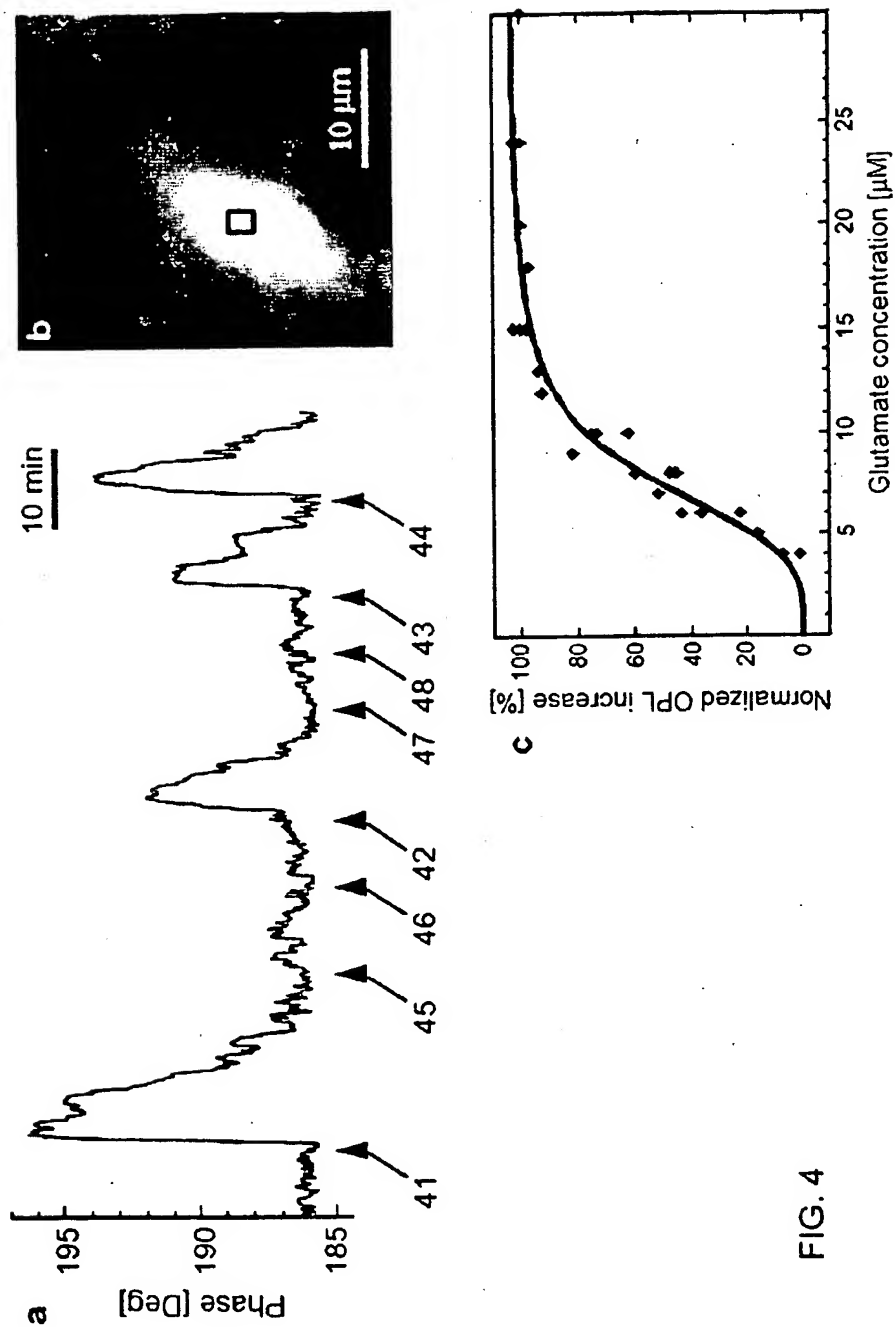 a
Phase [Deg]
195
190
185
10 min
41
45
46
42
47
48
43
44
b
10 µm
c
Normalized OPL increase [%]
100
80
60
40
20
0
5
10
15
20
25
Glutamate concentration [µM]
FIG. 4